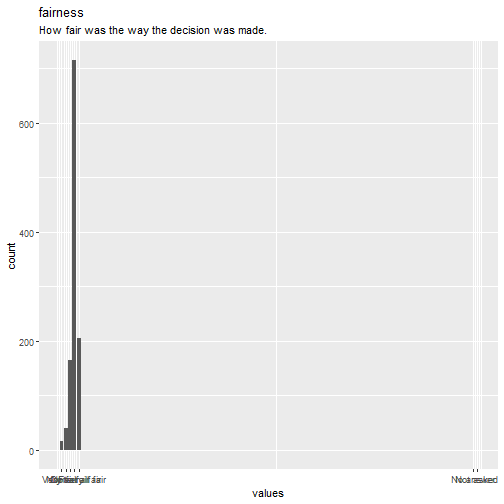 fairness
How fair was the way the decision was made.
600
400
200
0
count
values